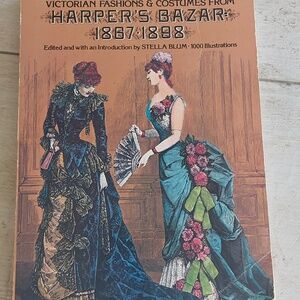 VICTORIAN FASHIONS & COSTUMES FROM
HARPER'S BAZAR:
1867-1898
Edited and with an Introduction by STELLA BLUM · 1000 Illustrations